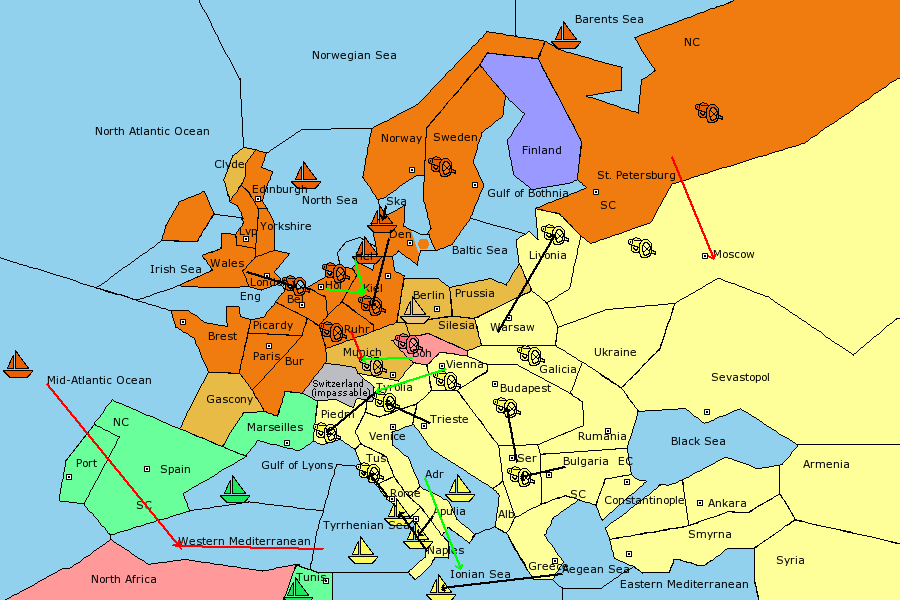 Barents Sea
NC
Norwegian Sea
North Atlantic Ocean
Norway
Sweden
Finland
Clyde
Edinburgh
St. Petersburg
SC
North Sea
Ska
Gulf of Bothnia
Lvp
Yorkshire
Den
Baltic Sea
Livonia
Moscow
Irish Sea
Wales
Hel
London
Hol
Kiel
Eng
Bel
Berlin
Prussia
Brest
Picardy
Ruhr
Silesia
Warsaw
Paris
Bur
Munich
Boh
Vienna
Galicia
Ukraine
Sevastopol
Mid-Atlantic Ocean
Switzerland
(impassable)
Tyrolia
Budapest
Gascony
NC
Marseilles
Piedm
Trieste
Venice
Rumania
Black Sea
Port
Spain
Gulf of Lyons
Tus
Adr
Ser
Bulgaria
EC
Armenia
SC
Rome
Apulia
Alb
SC
Constantinople
Ankara
Western Mediterranean
Tyrrhenian Sea
Smyrna
Naples
Greece
Syria
North Africa
Tunis
Ionian Sea
Aegean Sea
Eastern Mediterranean